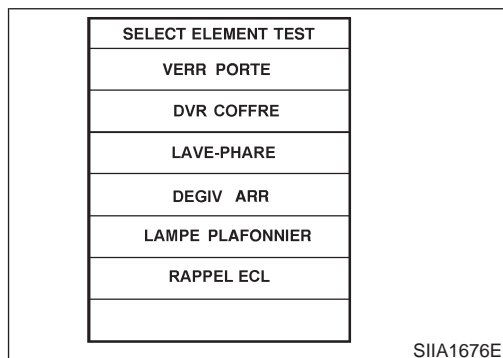 SELECT ELEMENT TEST
VERR PORTE
DVR COFFRE
LAVE-PHARE
DEGIV ARR
LAMPE PLAFONNIER
RAPPEL ECL
SIIA1676E